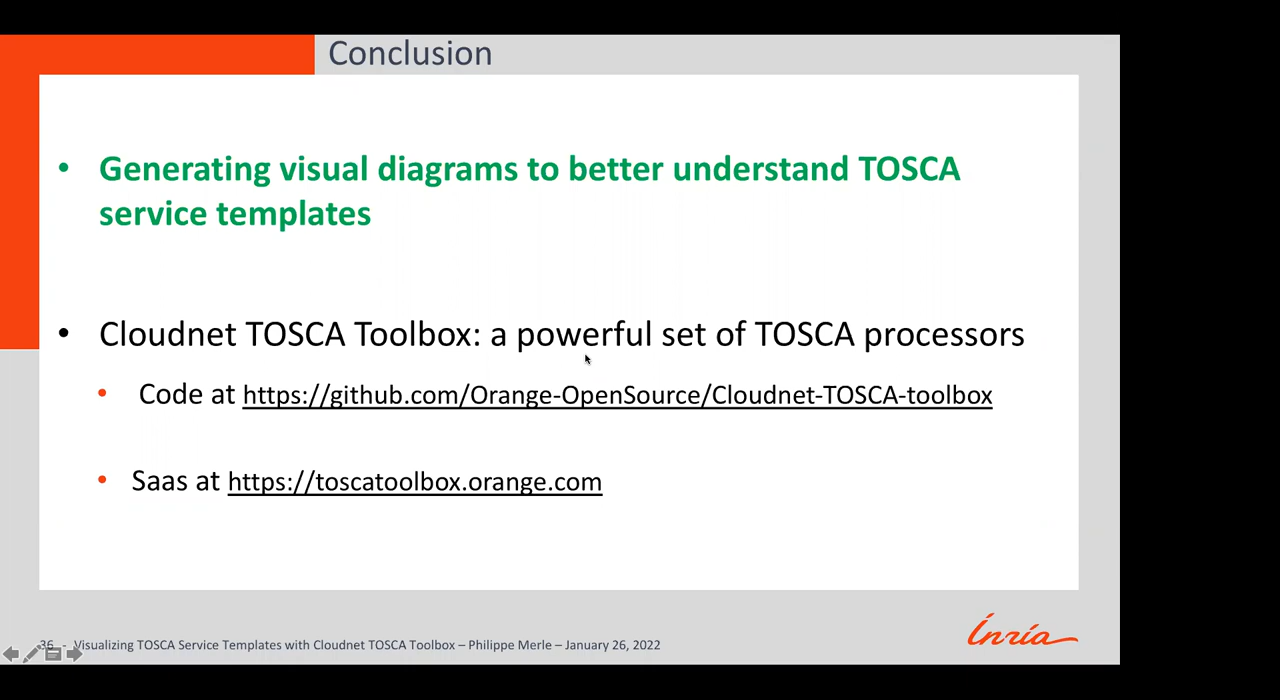 Conclusion
• Generating visual diagrams to better understand TOSCA
service templates
• Cloudnet TOSCA Toolbox: a powerful set of TOSCA processors
• Code at https://github.com/Orange-OpenSource/Cloudnet-TOSCA-toolbox
• Saas at https://toscatoolbox.orange.com
36 - Visualizing TOSCA Service Templates with Cloudnet TOSCA Toolbox – Philippe Merle – January 26, 2022
Inria